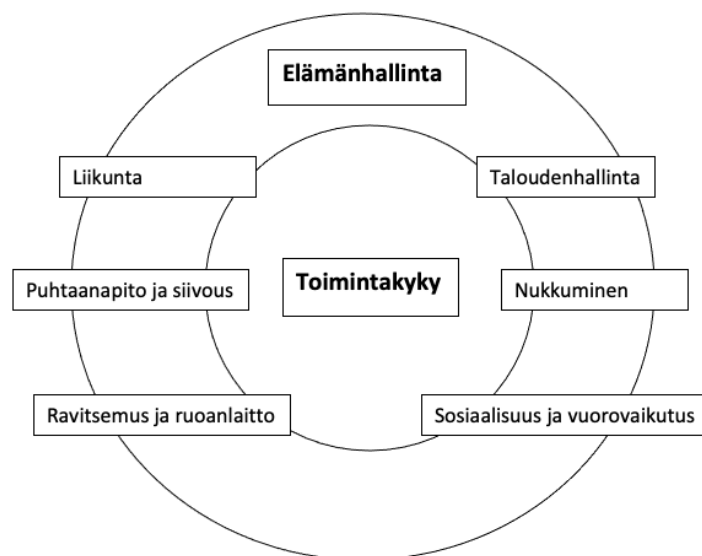 Elämänhallinta
Liikunta
Taloudenhallinta
Toimintakyky
Puhtaanapito ja siivous
Nukkuminen
Ravitsemus ja ruoanlaitto
Sosiaalisuus ja vuorovaikutus